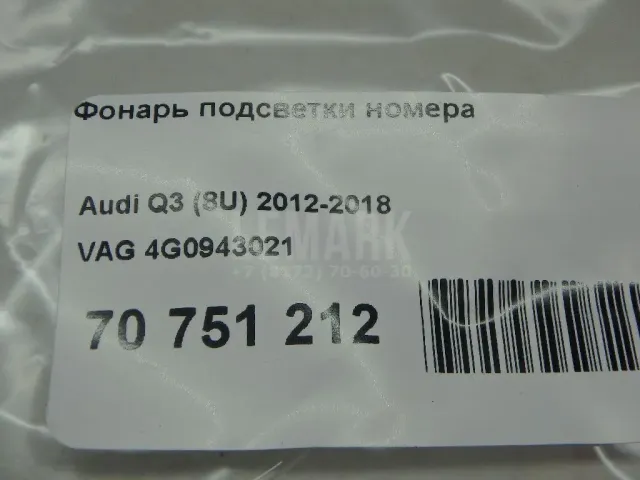 Фонарь подсветки номера
Audi Q3 (8U) 2012-2018
VAG 4G0943021
70 751 212